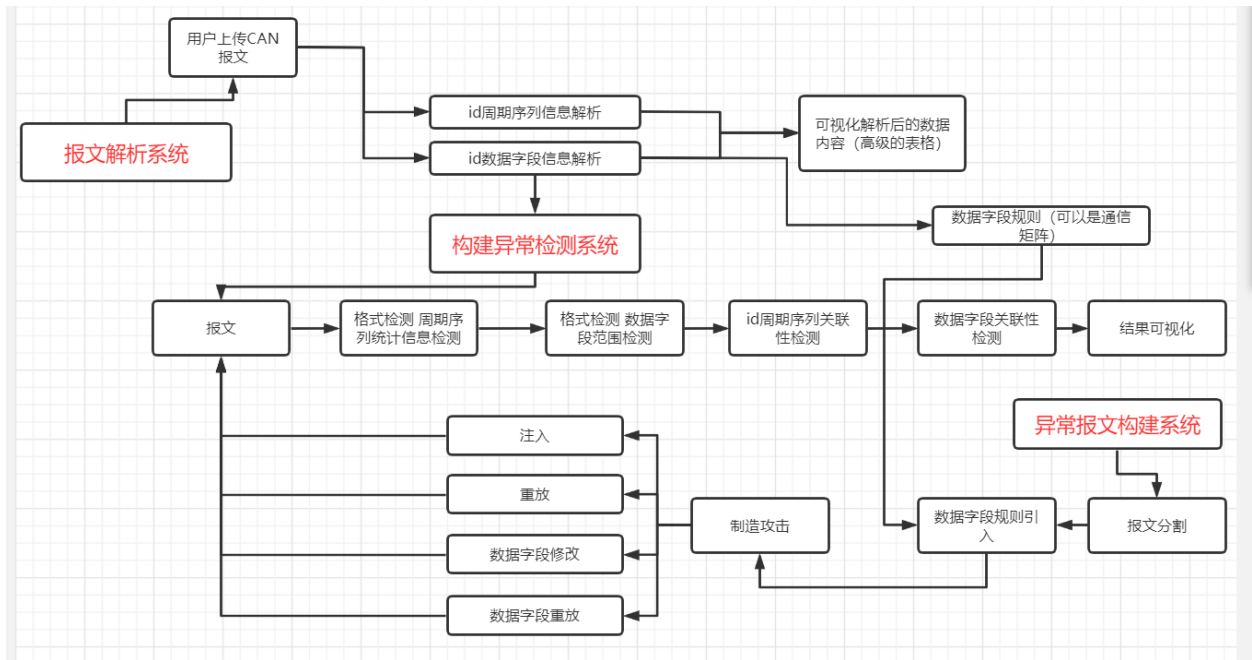 用户上传CAN
报文
报文解析系统
id周期序列信息解析
id数据字段信息解析
可视化解析后的数据
内容（高级的表格）
构建异常检测系统
数据字段规则（可以是通信
矩阵）
报文
格式检测 周期序
列统计信息检测
格式检测 数据字
段范围检测
id周期序列关联
性检测
数据字段关联性
检测
结果可视化
异常报文构建系统
注入
重放
数据字段修改
数据字段重放
制造攻击
数据字段规则引
入
报文分割